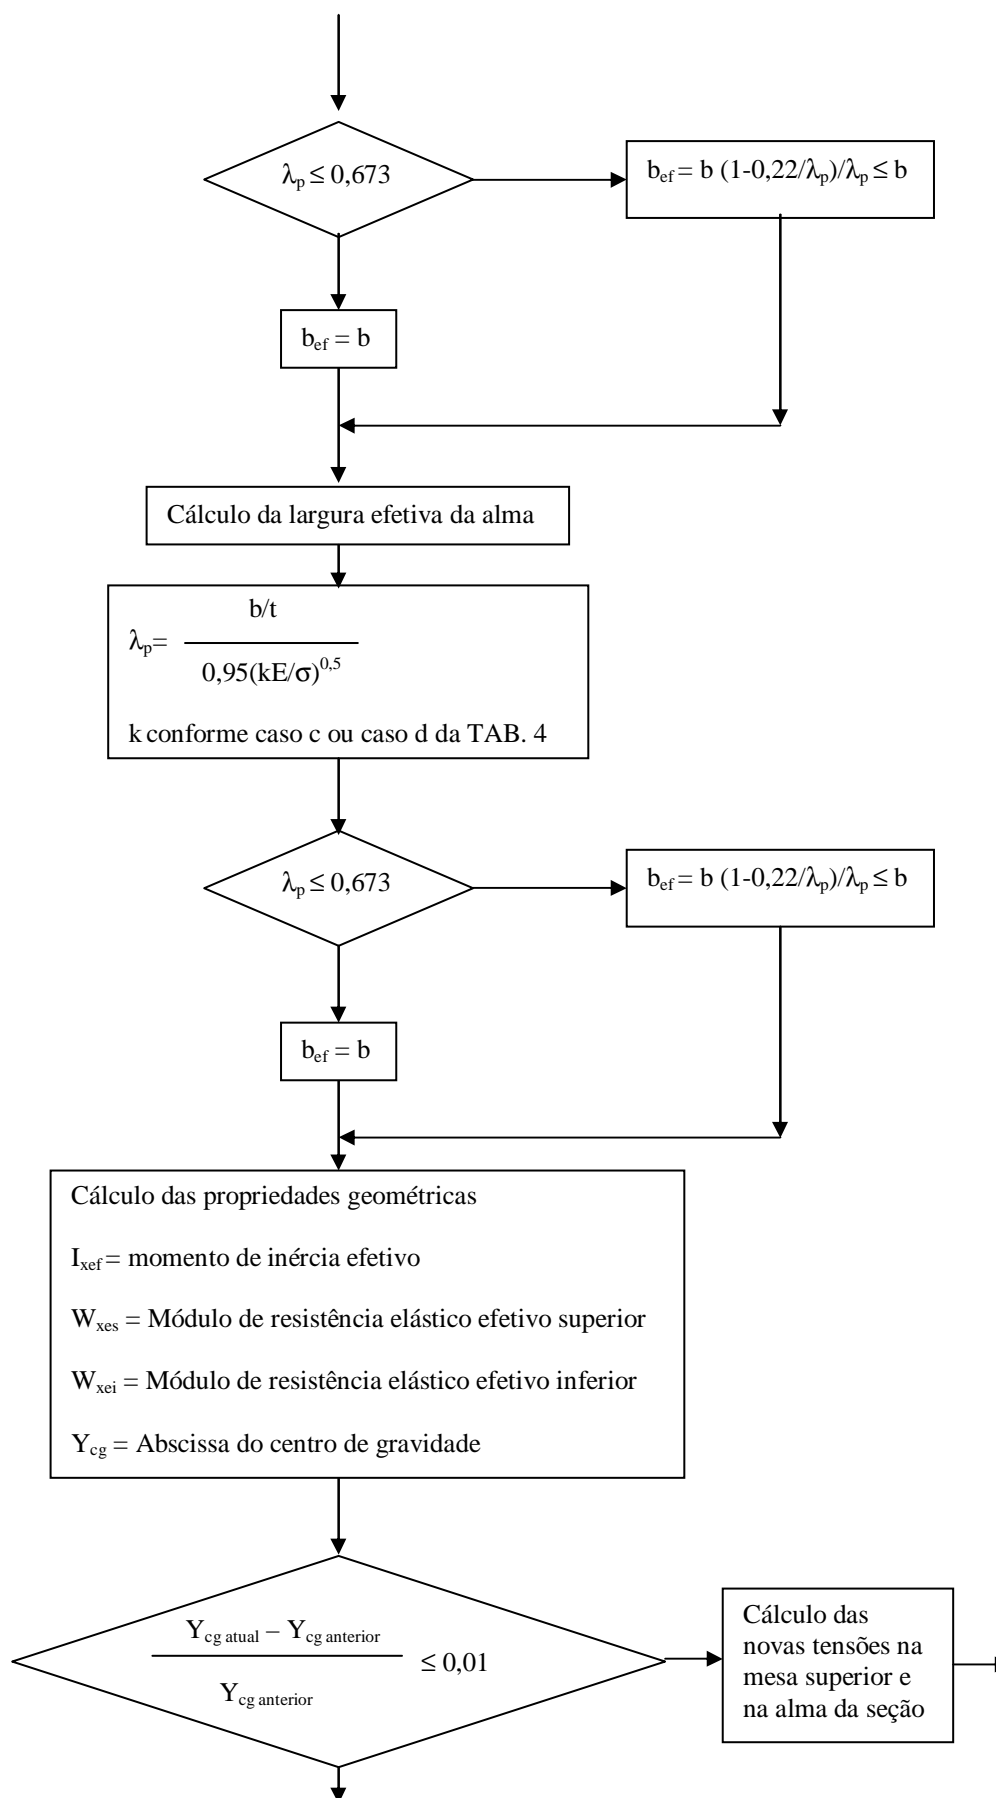 λp ≤ 0,673
bef = b (1-0,22/λp)/λp ≤ b
bef = b
Cálculo da largura efetiva da alma
b/t
λp=
0,95(kE/σ)^0,5
k conforme caso c ou caso d da TAB. 4
λp ≤ 0,673
bef = b (1-0,22/λp)/λp ≤ b
bef = b
Cálculo das propriedades geométricas
Ixef = momento de inércia efetivo
Wxes = Módulo de resistência elástico efetivo superior
Wxei = Módulo de resistência elástico efetivo inferior
Ycg = Abscissa do centro de gravidade
Ycg atual – Ycg anterior
≤ 0,01
Ycg anterior
Cálculo das
novas tensões na
mesa superior e
na alma da seção